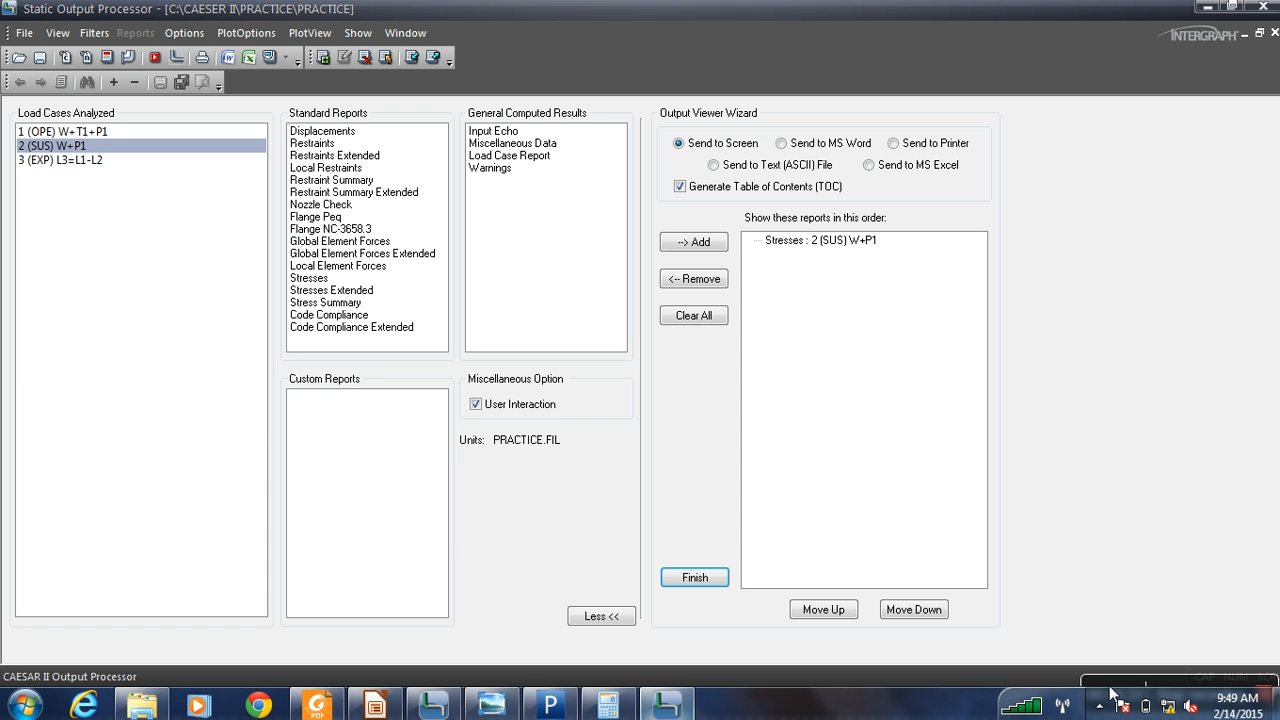 Static Output Processor - [C:\CAESER II\PRACTICE\PRACTICE]
File View Filters Reports Options PlotOptions PlotView Show Window
INTERGRAPH
Load Cases Analyzed
1 (OPE) W+T1+P1
2 (SUS) W+P1
3 (EXP) L3=L1-L2
Standard Reports
Displacements
Restraints
Restraints Extended
Local Restraints
Restraint Summary
Restraint Summary Extended
Nozzle Check
Flange Peq
Flange NC-3658.3
Global Element Forces
Global Element Forces Extended
Local Element Forces
Stresses
Stresses Extended
Stress Summary
Code Compliance
Code Compliance Extended
General Computed Results
Input Echo
Miscellaneous Data
Load Case Report
Warnings
Custom Reports
Miscellaneous Option
User Interaction
Units: PRACTICE.FIL
Less <<
Output Viewer Wizard
Send to Screen Send to MS Word Send to Printer
Send to Text (ASCII) File Send to MS Excel
Generate Table of Contents (TOC)
Show these reports in this order:
--> Add
<-- Remove
Clear All
Stresses : 2 (SUS) W+P1
Finish
Move Up Move Down
CAESAR II Output Processor
CAP NUM SCR
PDF
P
9:49 AM
2/14/2015